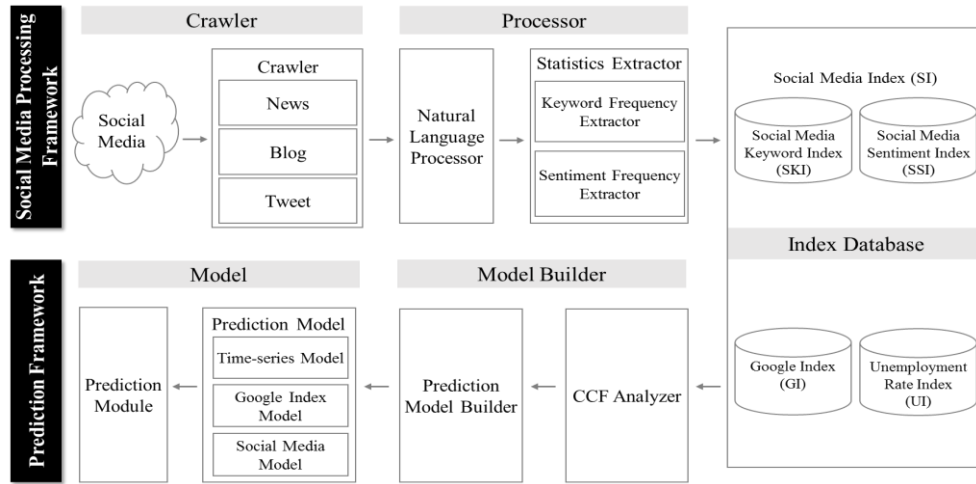 Social Media Processing
Framework
Crawler
Social
Media
Crawler
News
Blog
Tweet
Processor
Natural
Language
Processor
Statistics Extractor
Keyword Frequency
Extractor
Sentiment Frequency
Extractor
Social Media Index (SI)
Social Media
Keyword Index
(SKI)
Social Media
Sentiment Index
(SSI)
Index Database
Google Index
(GI)
Unemployment
Rate Index
(UI)
Prediction Framework
Model
Prediction
Module
Prediction Model
Time-series Model
Google Index
Model
Social Media
Model
Model Builder
Prediction
Model Builder
CCF Analyzer